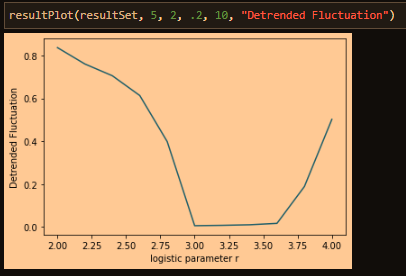 resultPlot(resultSet, 5, 2, .2, 10, "Detrended Fluctuation")
0.8
0.6
0.4
0.2
0.0
Detrended Fluctuation
2.00 2.25 2.50 2.75 3.00 3.25 3.50 3.75 4.00
logistic parameter r